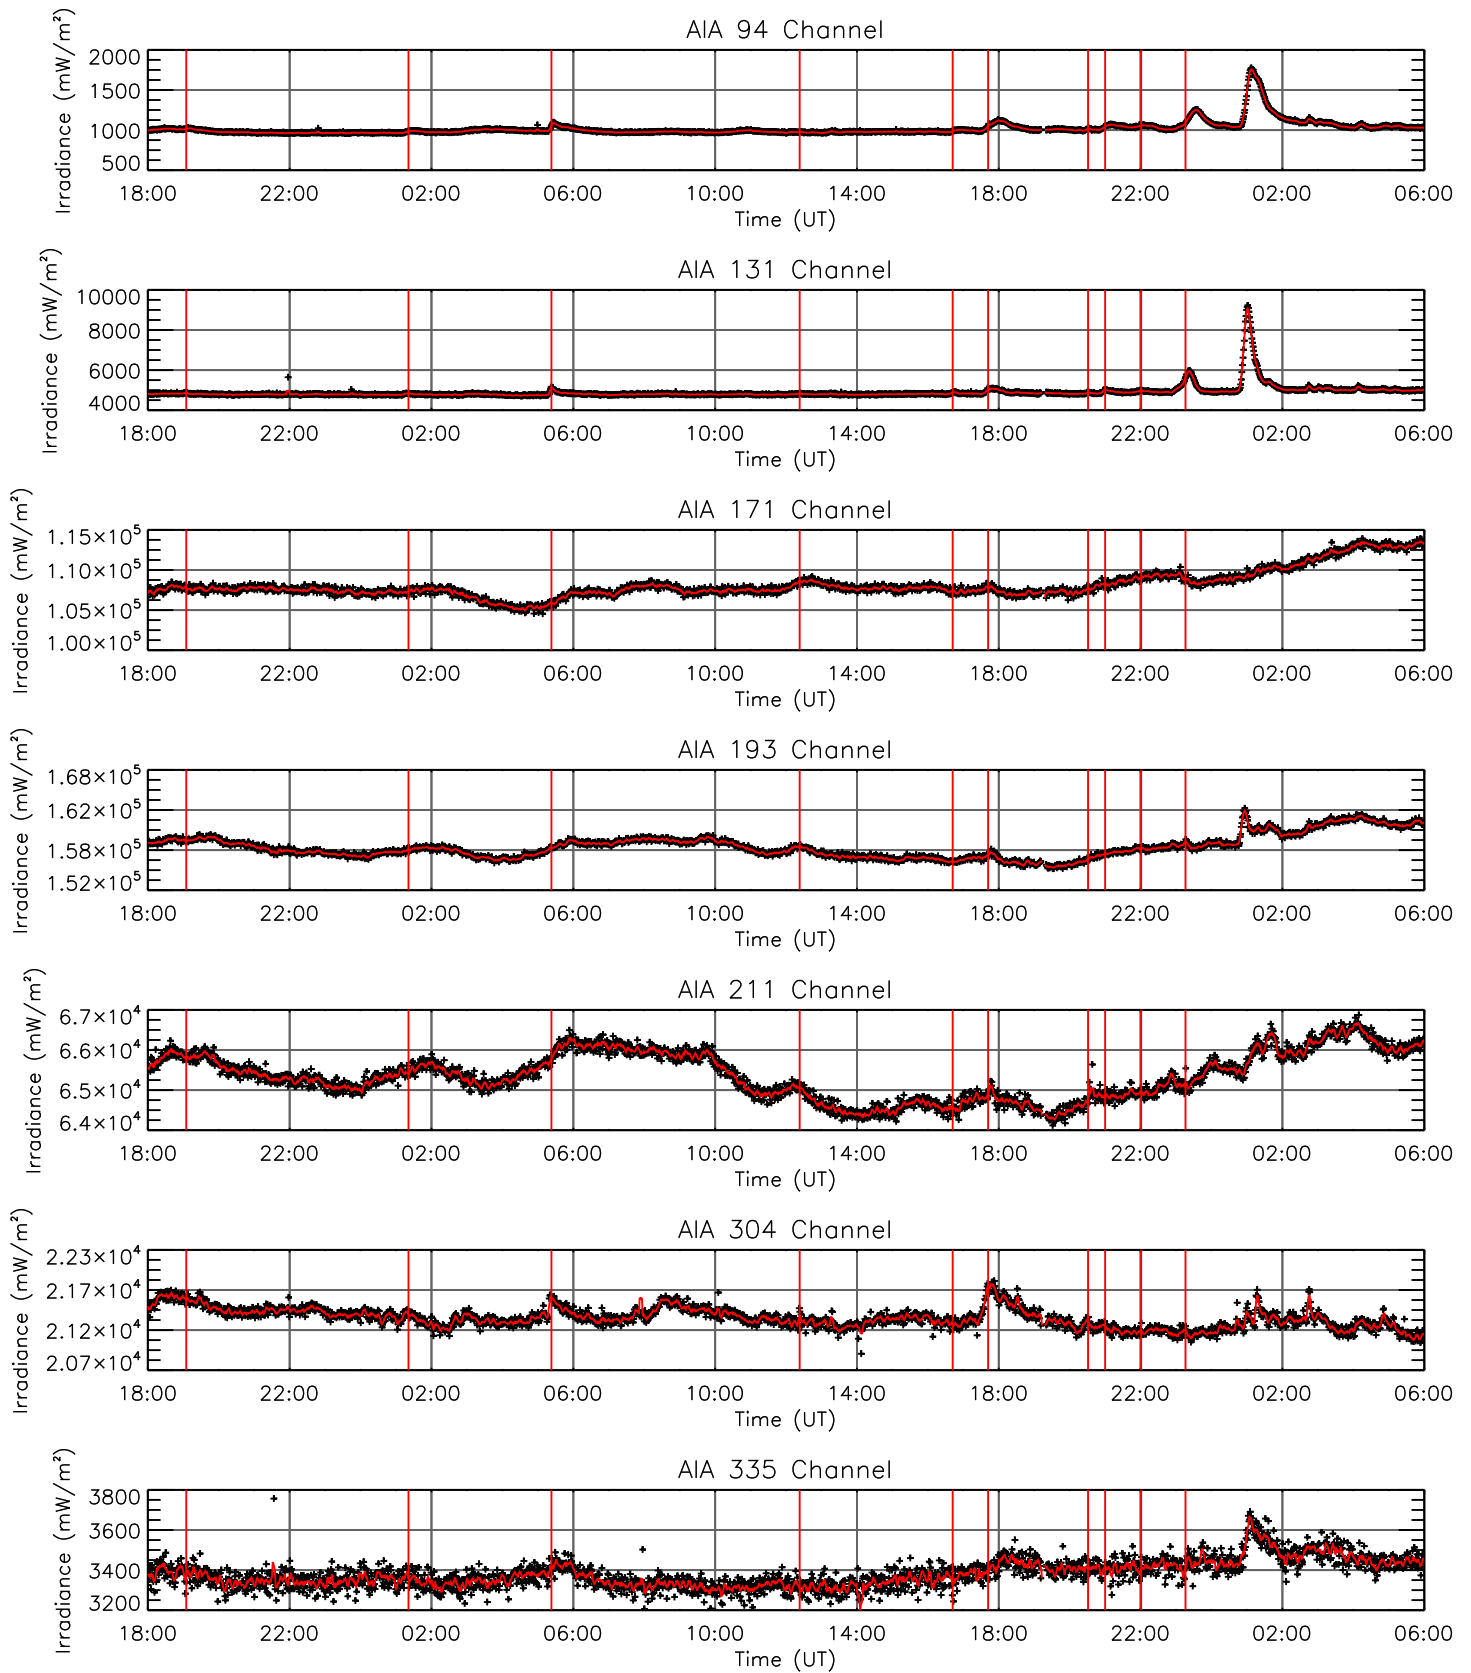 AIA 94 Channel
Irradiance (mW/m²)
2000
1500
1000
500
18:00 22:00 02:00 06:00 10:00 14:00 18:00 22:00 02:00 06:00
Time (UT)
AIA 131 Channel
Irradiance (mW/m²)
10000
8000
6000
4000
18:00 22:00 02:00 06:00 10:00 14:00 18:00 22:00 02:00 06:00
Time (UT)
AIA 171 Channel
Irradiance (mW/m²)
1.15×10⁵
1.10×10⁵
1.05×10⁵
1.00×10⁵
18:00 22:00 02:00 06:00 10:00 14:00 18:00 22:00 02:00 06:00
Time (UT)
AIA 193 Channel
Irradiance (mW/m²)
1.68×10⁵
1.62×10⁵
1.58×10⁵
1.52×10⁵
18:00 22:00 02:00 06:00 10:00 14:00 18:00 22:00 02:00 06:00
Time (UT)
AIA 211 Channel
Irradiance (mW/m²)
6.7×10⁴
6.6×10⁴
6.5×10⁴
6.4×10⁴
18:00 22:00 02:00 06:00 10:00 14:00 18:00 22:00 02:00 06:00
Time (UT)
AIA 304 Channel
Irradiance (mW/m²)
2.23×10⁴
2.17×10⁴
2.12×10⁴
2.07×10⁴
18:00 22:00 02:00 06:00 10:00 14:00 18:00 22:00 02:00 06:00
Time (UT)
AIA 335 Channel
Irradiance (mW/m²)
3800
3600
3400
3200
18:00 22:00 02:00 06:00 10:00 14:00 18:00 22:00 02:00 06:00
Time (UT)